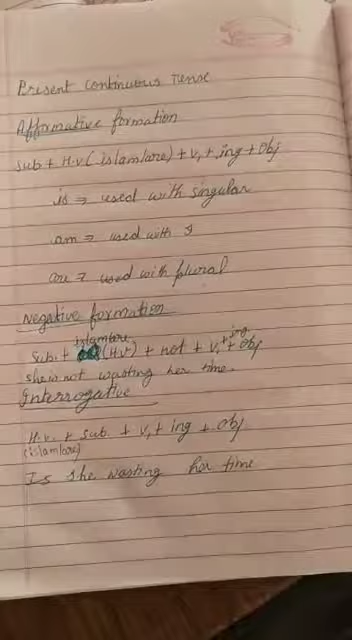 Present continuous Tense
Affirmative formation
Sub + H.v ( is/am/are) + v₁ + ing + Obj
is ⇒ used with singular
am ⇒ used with I
are ⇒ used with plural
Negative formation
is/am/are
Sub + (H.V) + not + v₁ + ing + obj
she is not wasting her time.
Interrogative
H.v. + sub. + v₁ + ing + obj
(is/am/are)
Is she wasting her time